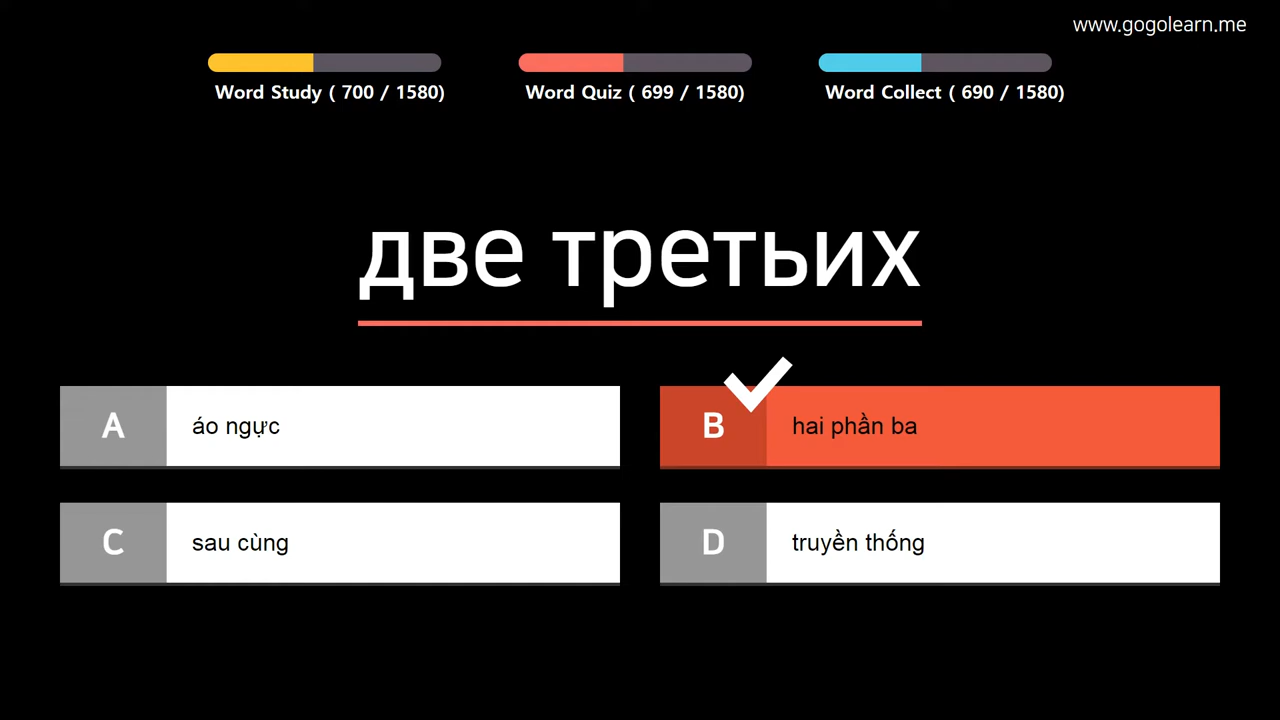 www.gogolearn.me
Word Study ( 700 / 1580)
Word Quiz ( 699 / 1580)
Word Collect ( 690 / 1580)
две третьих
A
áo ngực
B
hai phần ba
C
sau cùng
D
truyền thống